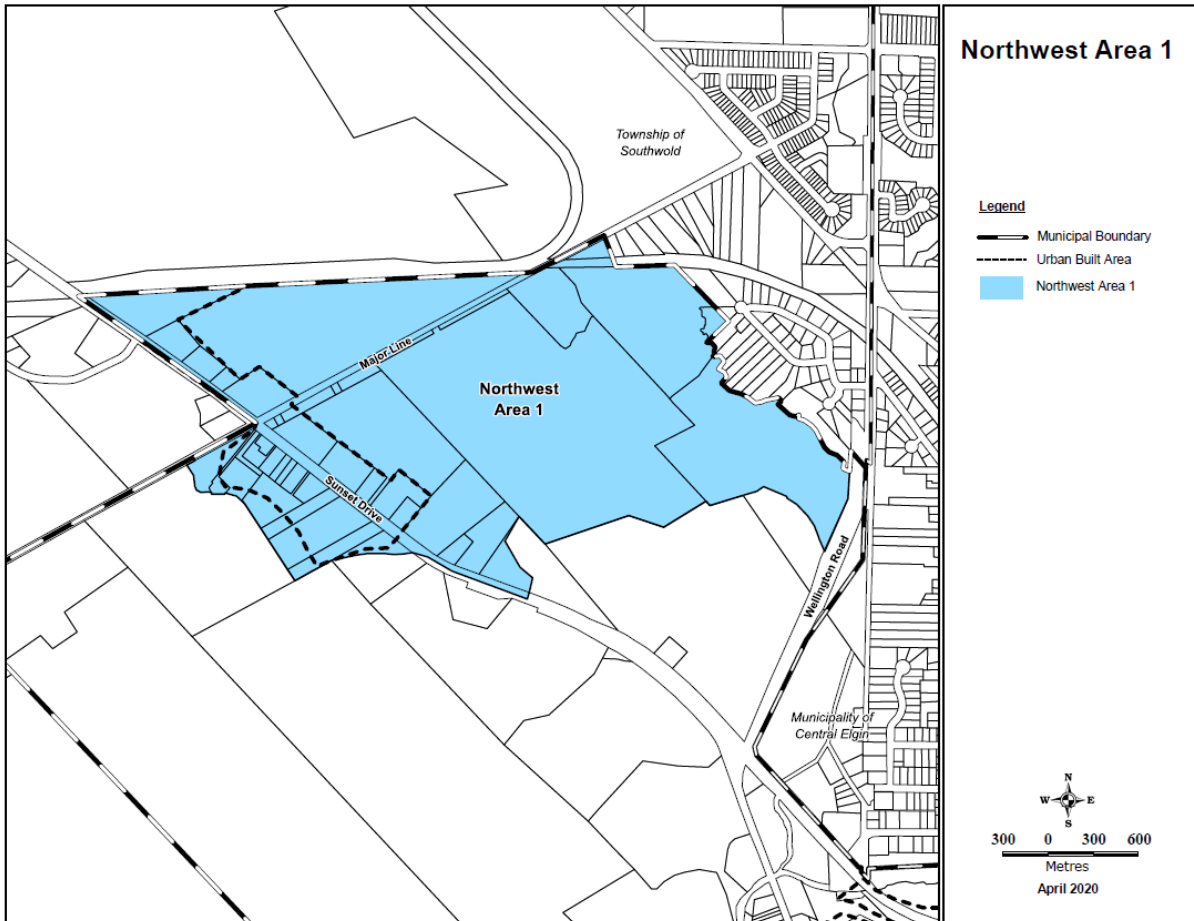 Northwest Area 1
Township of
Southwold
Legend
Municipal Boundary
Urban Built Area
Northwest Area 1
Major Line
Northwest
Area 1
Sunset Drive
Wellington Road
Municipality of
Central Elgin
N
W E
S
300 0 300 600
Metres
April 2020